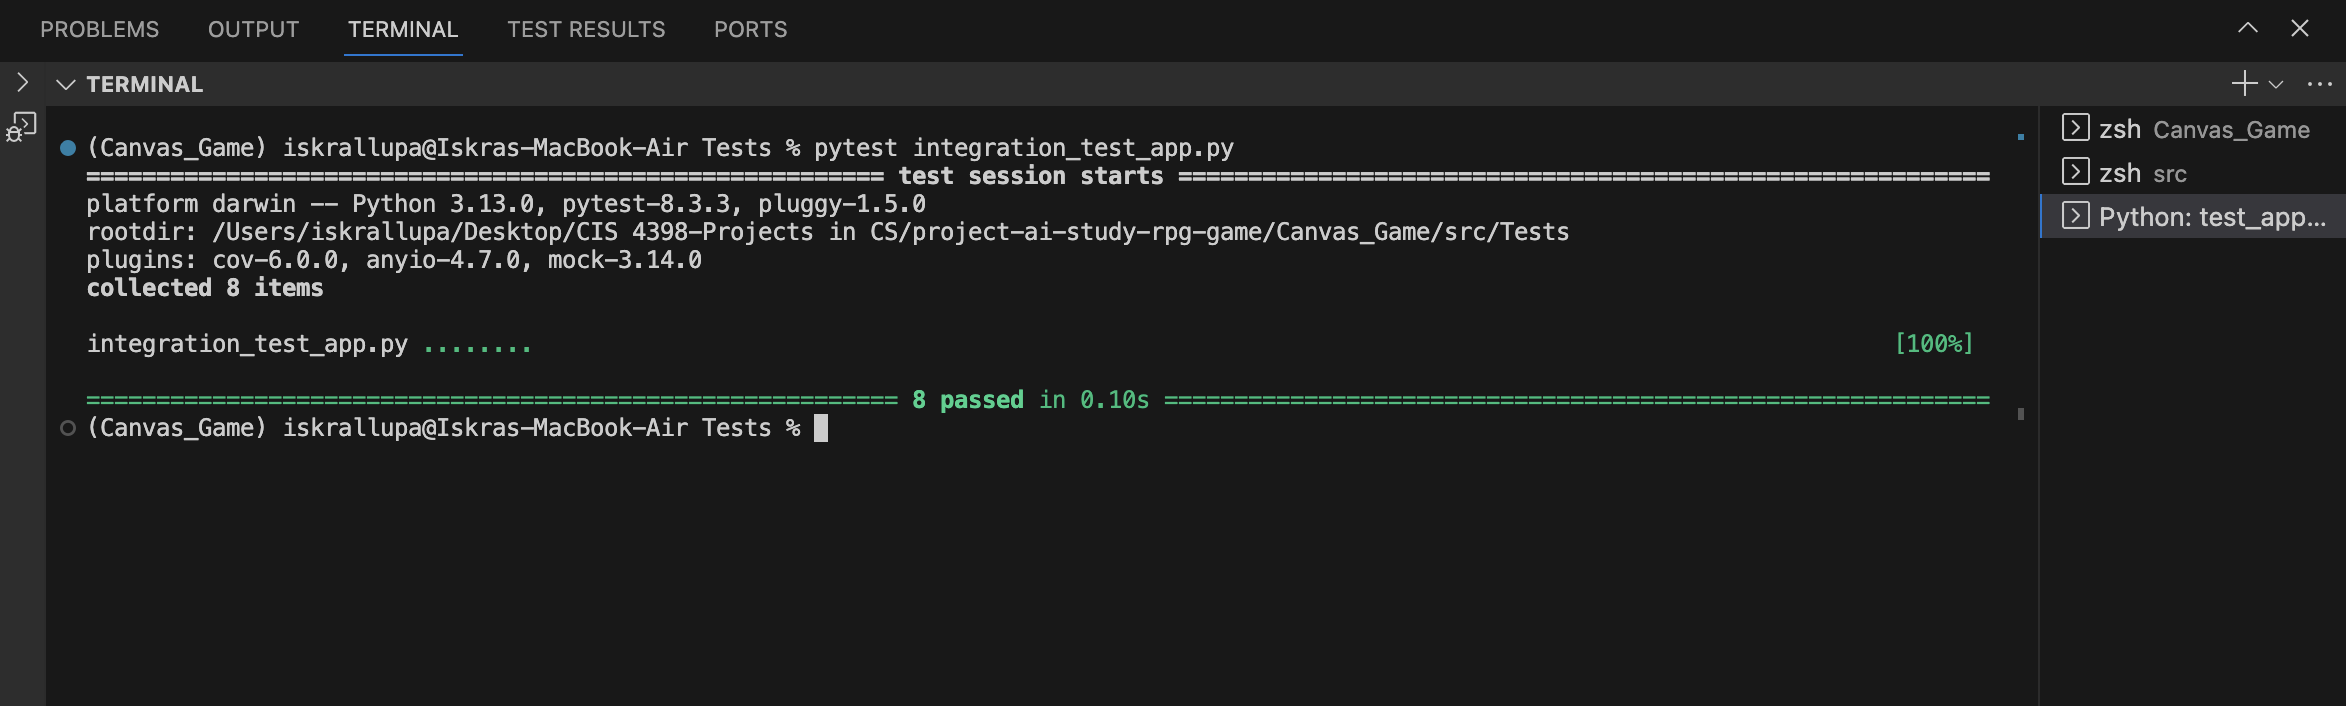 PROBLEMS OUTPUT TERMINAL TEST RESULTS PORTS
TERMINAL
(Canvas_Game) iskrallupa@Iskras-MacBook-Air Tests % pytest integration_test_app.py
========================================================= test session starts ==========================================================
platform darwin -- Python 3.13.0, pytest-8.3.3, pluggy-1.5.0
rootdir: /Users/iskrallupa/Desktop/CIS 4398-Projects in CS/project-ai-study-rpg-game/Canvas_Game/src/Tests
plugins: cov-6.0.0, anyio-4.7.0, mock-3.14.0
collected 8 items
integration_test_app.py ........ [100%]
========================================================== 8 passed in 0.10s ===========================================================
(Canvas_Game) iskrallupa@Iskras-MacBook-Air Tests %
zsh Canvas_Game
zsh src
Python: test_app...